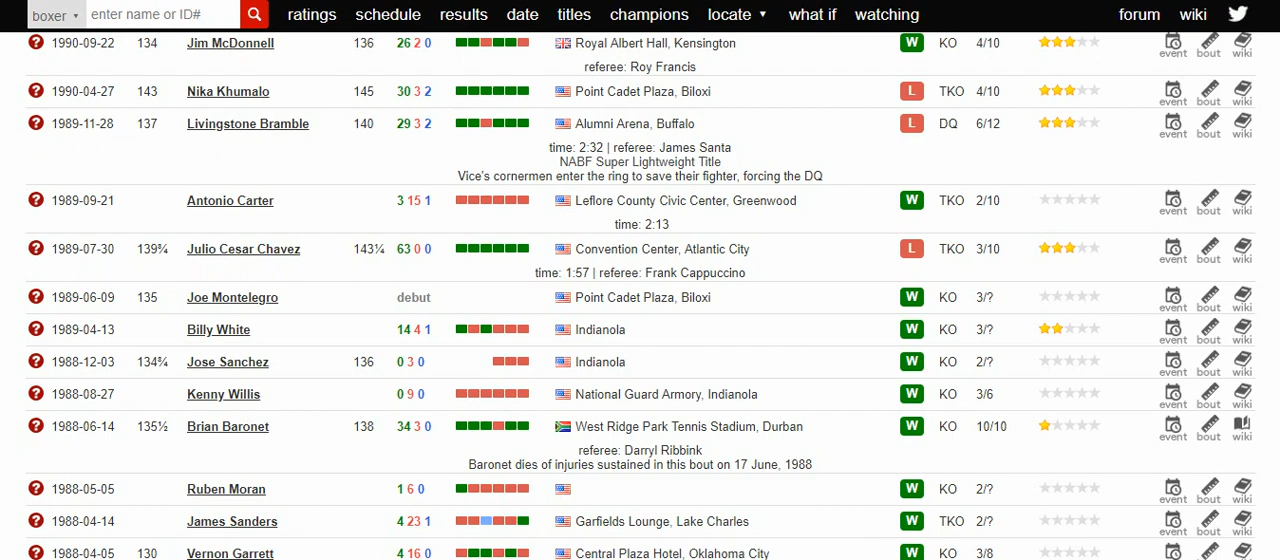 boxer enter name or ID# ratings schedule results date titles champions locate what if watching forum wiki
1990-09-22 134 Jim McDonnell 136 26 2 0 Royal Albert Hall, Kensington W KO 4/10 event bout wiki
referee: Roy Francis
1990-04-27 143 Nika Khumalo 145 30 3 2 Point Cadet Plaza, Biloxi L TKO 4/10 event bout wiki
1989-11-28 137 Livingstone Bramble 140 29 3 2 Alumni Arena, Buffalo L DQ 6/12 event bout wiki
time: 2:32 | referee: James Santa
NABF Super Lightweight Title
Vice's cornermen enter the ring to save their fighter, forcing the DQ
1989-09-21 Antonio Carter 3 15 1 Leflore County Civic Center, Greenwood W TKO 2/10 event bout wiki
time: 2:13
1989-07-30 139¾ Julio Cesar Chavez 143¼ 63 0 0 Convention Center, Atlantic City L TKO 3/10 event bout wiki
time: 1:57 | referee: Frank Cappuccino
1989-06-09 135 Joe Montelegro debut Point Cadet Plaza, Biloxi W KO 3/? event bout wiki
1989-04-13 Billy White 14 4 1 Indianola W KO 3/? event bout wiki
1988-12-03 134¾ Jose Sanchez 136 0 3 0 Indianola W KO 2/? event bout wiki
1988-08-27 Kenny Willis 0 9 0 National Guard Armory, Indianola W KO 3/6 event bout wiki
1988-06-14 135½ Brian Baronet 138 34 3 0 West Ridge Park Tennis Stadium, Durban W KO 10/10 event bout wiki
referee: Darryl Ribbink
Baronet dies of injuries sustained in this bout on 17 June, 1988
1988-05-05 Ruben Moran 1 6 0 W KO 2/? event bout wiki
1988-04-14 James Sanders 4 23 1 Garfields Lounge, Lake Charles W TKO 2/? event bout wiki
1988-04-05 130 Vernon Garrett 4 16 0 Central Plaza Hotel, Oklahoma City W KO 3/8